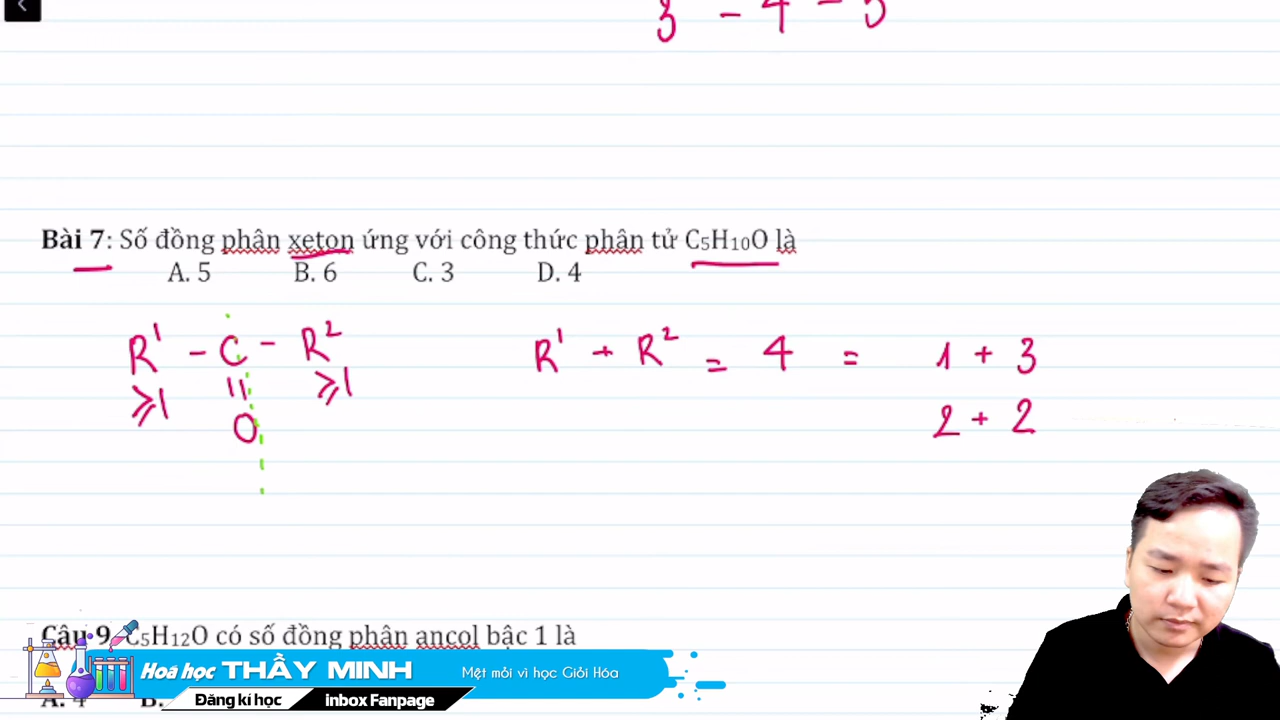 3 - 4 - 5
Bài 7: Số đồng phân xeton ứng với công thức phân tử C₅H₁₀O là
A. 5 B. 6 C. 3 D. 4
R¹ - C - R² R¹ + R² = 4 = 1 + 3
≥1 || ≥1
O 2 + 2
Câu 9. C₅H₁₂O có số đồng phân ancol bậc 1 là
Hoá học THẦY MINH Mệt mỏi vì học Giỏi Hóa
A. 4 B.
Đăng kí học inbox Fanpage